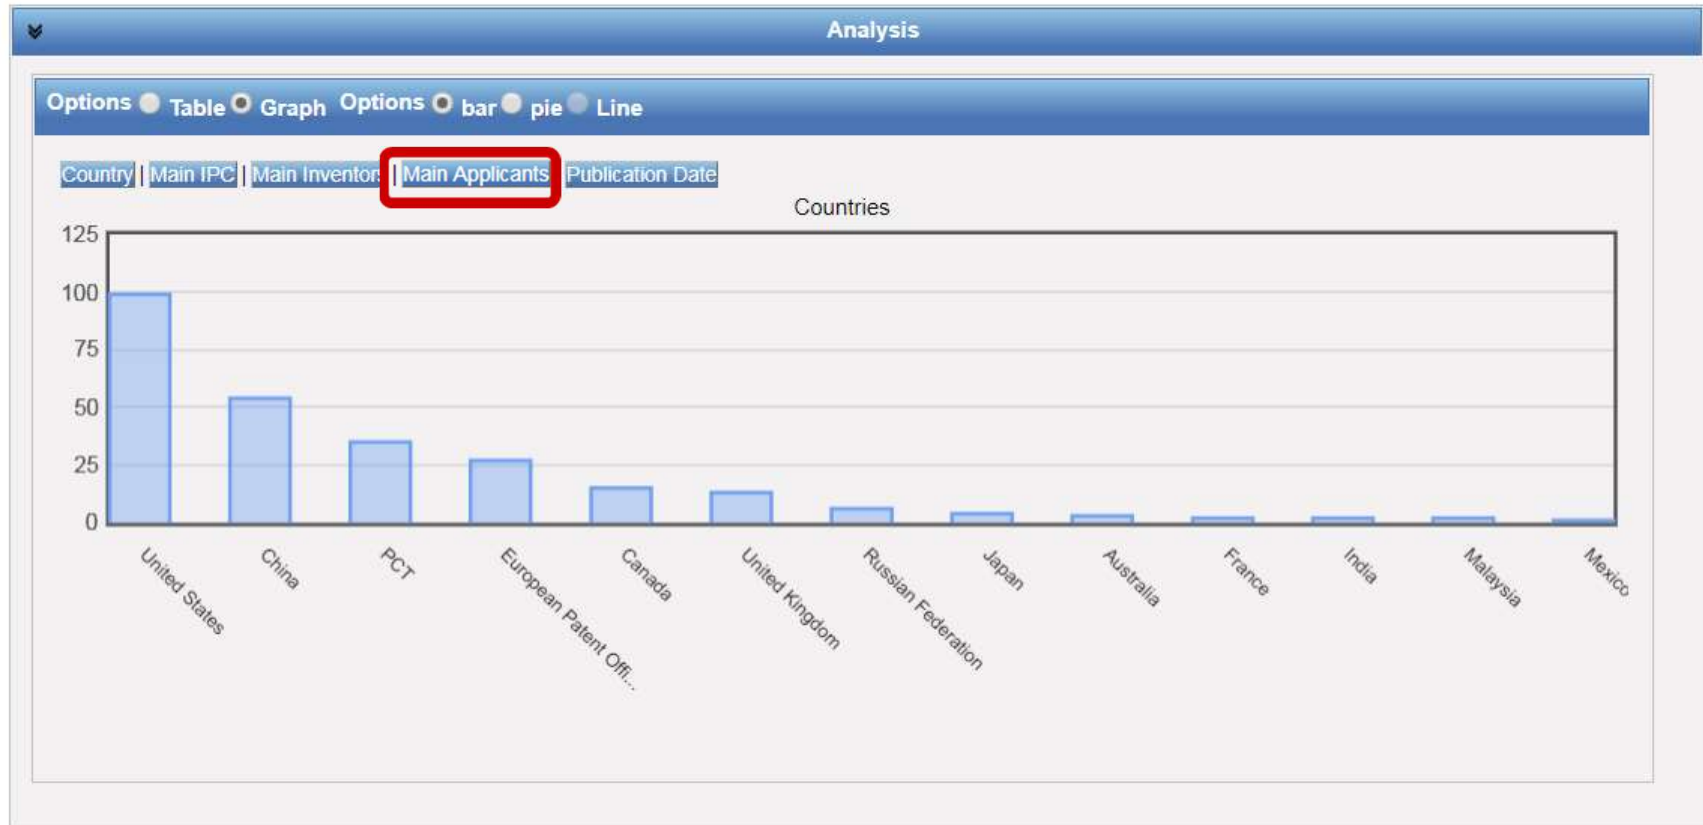 Analysis
Options Table Graph Options bar pie Line
Country | Main IPC | Main Inventors | Main Applicants Publication Date
Countries
125
100
75
50
25
0
United States
China
PCT
European Patent Offi...
Canada
United Kingdom
Russian Federation
Japan
Australia
France
India
Malaysia
Mexico